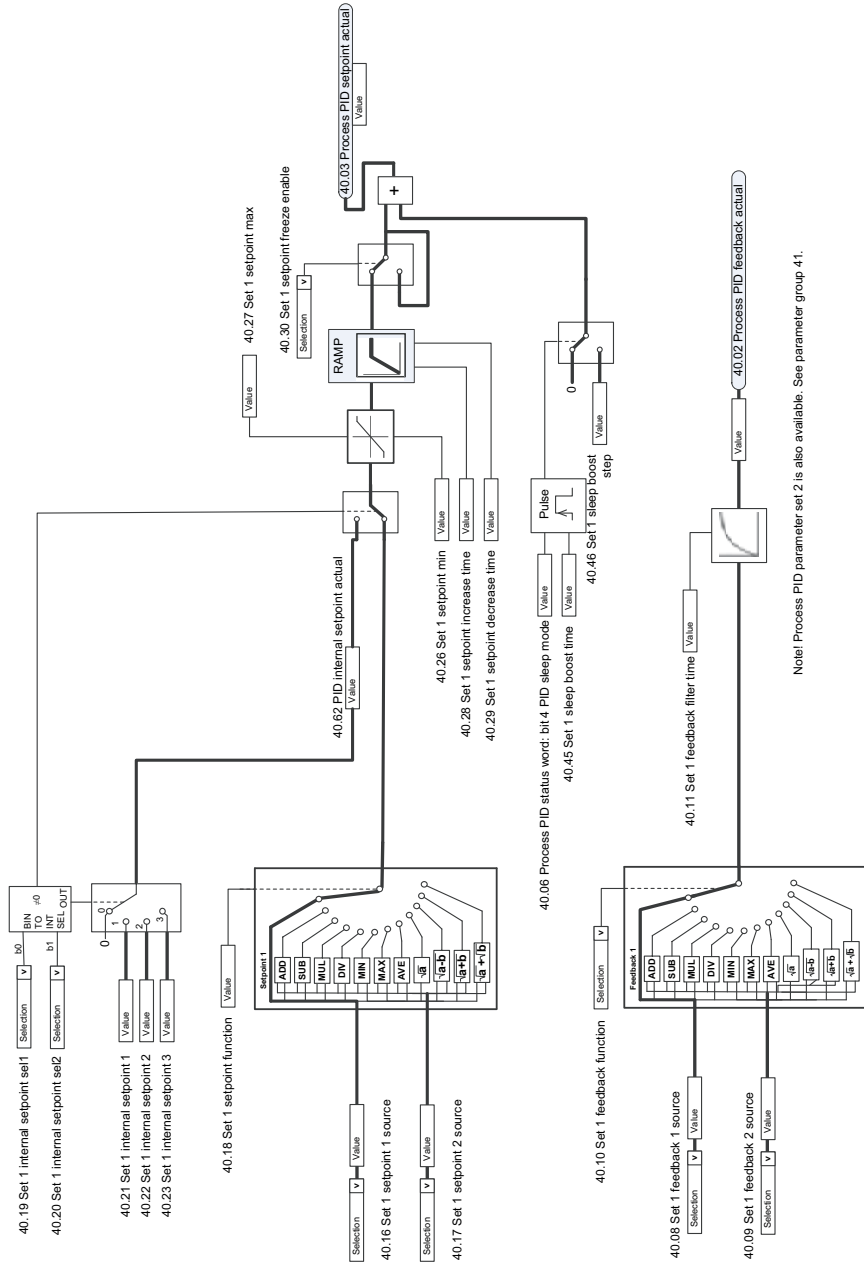 40.19 Set 1 internal setpoint sel1
Selection
v
b0
40.20 Set 1 internal setpoint sel2
Selection
v
b1
BIN
TO
INT
SEL
≠0
OUT
40.21 Set 1 internal setpoint 1
Value
40.22 Set 1 internal setpoint 2
Value
40.23 Set 1 internal setpoint 3
Value
0
0
1
2
3
40.62 PID internal setpoint actual
Value
40.27 Set 1 setpoint max
Value
40.30 Set 1 setpoint freeze enable
Selection
v
RAMP
+
40.03 Process PID setpoint actual
Value
40.26 Set 1 setpoint min
Value
40.28 Set 1 setpoint increase time
Value
40.29 Set 1 setpoint decrease time
Value
40.18 Set 1 setpoint function
Value
Setpoint 1
ADD
SUB
MUL
DIV
MIN
MAX
AVE
√a
√a-b
√a+b
√a +√b
Selection
v
Value
40.16 Set 1 setpoint 1 source
Selection
v
Value
40.17 Set 1 setpoint 2 source
40.06 Process PID status word: bit 4 PID sleep mode
Value
40.45 Set 1 sleep boost time
Value
Pulse
0
40.46 Set 1 sleep boost
step
Value
40.10 Set 1 feedback function
Selection
v
Feedback 1
ADD
SUB
MUL
DIV
MIN
MAX
AVE
√a
√a-b
√a+b
√a +√b
40.08 Set 1 feedback 1 source
Selection
v
Value
40.09 Set 1 feedback 2 source
Selection
v
Value
40.11 Set 1 feedback filter time
Value
Value
40.02 Process PID feedback actual
Note! Process PID parameter set 2 is also available. See parameter group 41.